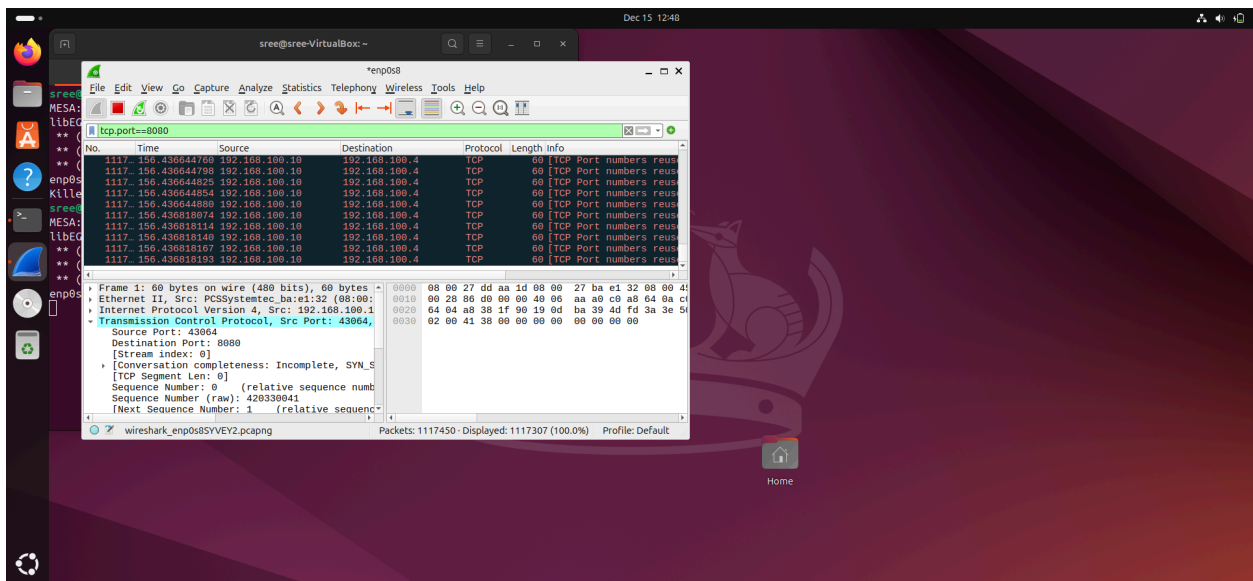 Dec 15 12:48
sree@sree-VirtualBox: ~
*enp0s8
File Edit View Go Capture Analyze Statistics Telephony Wireless Tools Help
tcp.port==8080
No. Time Source Destination Protocol Length Info
1117… 156.436644760 192.168.100.10 192.168.100.4 TCP 60 [TCP Port numbers reuse
1117… 156.436644798 192.168.100.10 192.168.100.4 TCP 60 [TCP Port numbers reuse
1117… 156.436644825 192.168.100.10 192.168.100.4 TCP 60 [TCP Port numbers reuse
1117… 156.436644854 192.168.100.10 192.168.100.4 TCP 60 [TCP Port numbers reuse
1117… 156.436644880 192.168.100.10 192.168.100.4 TCP 60 [TCP Port numbers reuse
1117… 156.436818074 192.168.100.10 192.168.100.4 TCP 60 [TCP Port numbers reuse
1117… 156.436818114 192.168.100.10 192.168.100.4 TCP 60 [TCP Port numbers reuse
1117… 156.436818140 192.168.100.10 192.168.100.4 TCP 60 [TCP Port numbers reuse
1117… 156.436818167 192.168.100.10 192.168.100.4 TCP 60 [TCP Port numbers reuse
1117… 156.436818193 192.168.100.10 192.168.100.4 TCP 60 [TCP Port numbers reuse
Frame 1: 60 bytes on wire (480 bits), 60 bytes
Ethernet II, Src: PCSSystemtec_ba:e1:32 (08:00:
Internet Protocol Version 4, Src: 192.168.100.1
Transmission Control Protocol, Src Port: 43064,
Source Port: 43064
Destination Port: 8080
[Stream index: 0]
[Conversation completeness: Incomplete, SYN_S
[TCP Segment Len: 0]
Sequence Number: 0 (relative sequence numb
Sequence Number (raw): 420330041
[Next Sequence Number: 1 (relative sequenc
0000 08 00 27 dd aa 1d 08 00 27 ba e1 32 08 00 45
0010 00 28 86 d0 00 00 40 06 aa a0 c0 a8 64 0a c0
0020 64 04 a8 38 1f 90 19 0d ba 39 4d fd 3a 3e 50
0030 02 00 41 38 00 00 00 00 00 00 00 00
wireshark_enp0s8SYVEY2.pcapng Packets: 1117450 · Displayed: 1117307 (100.0%) Profile: Default
sree@
MESA:
libEG
** (
** (
** (
enp0s
Kille
sree@
MESA:
libEG
** (
** (
** (
enp0s
Home